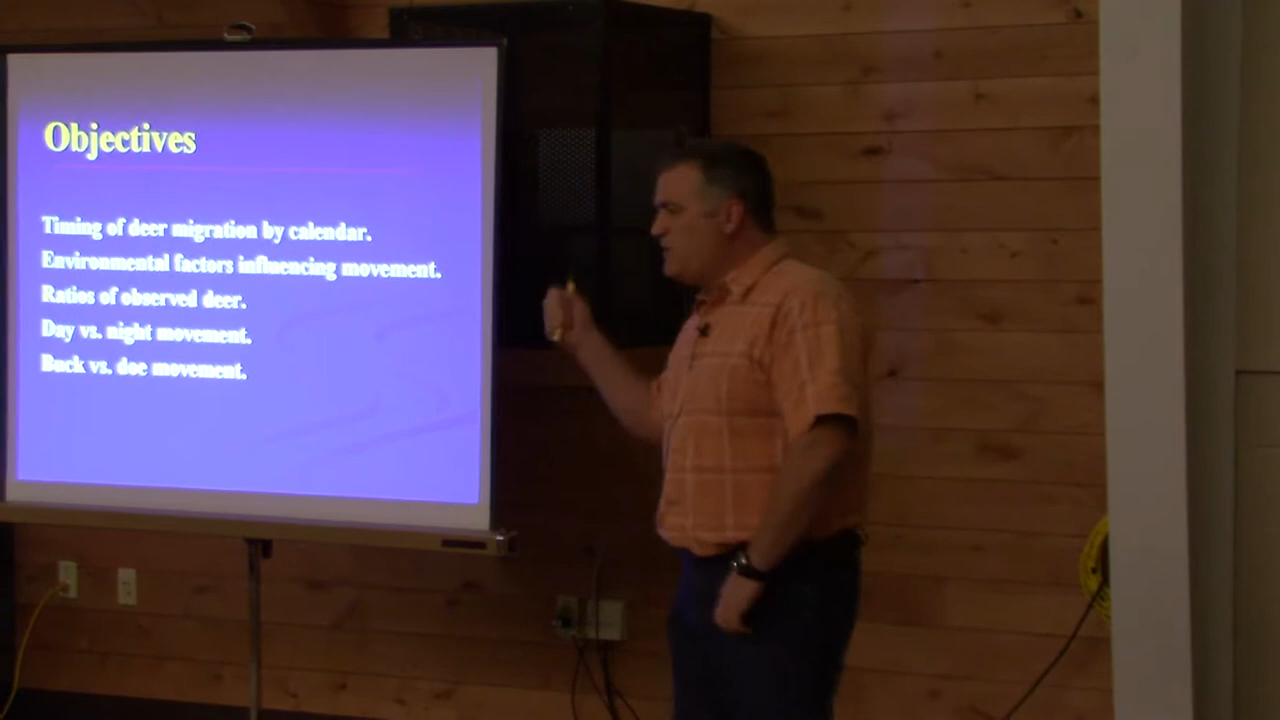 Objectives
Timing of deer migration by calendar.
Environmental factors influencing movement.
Ratios of observed deer.
Day vs. night movement.
Buck vs. doe movement.